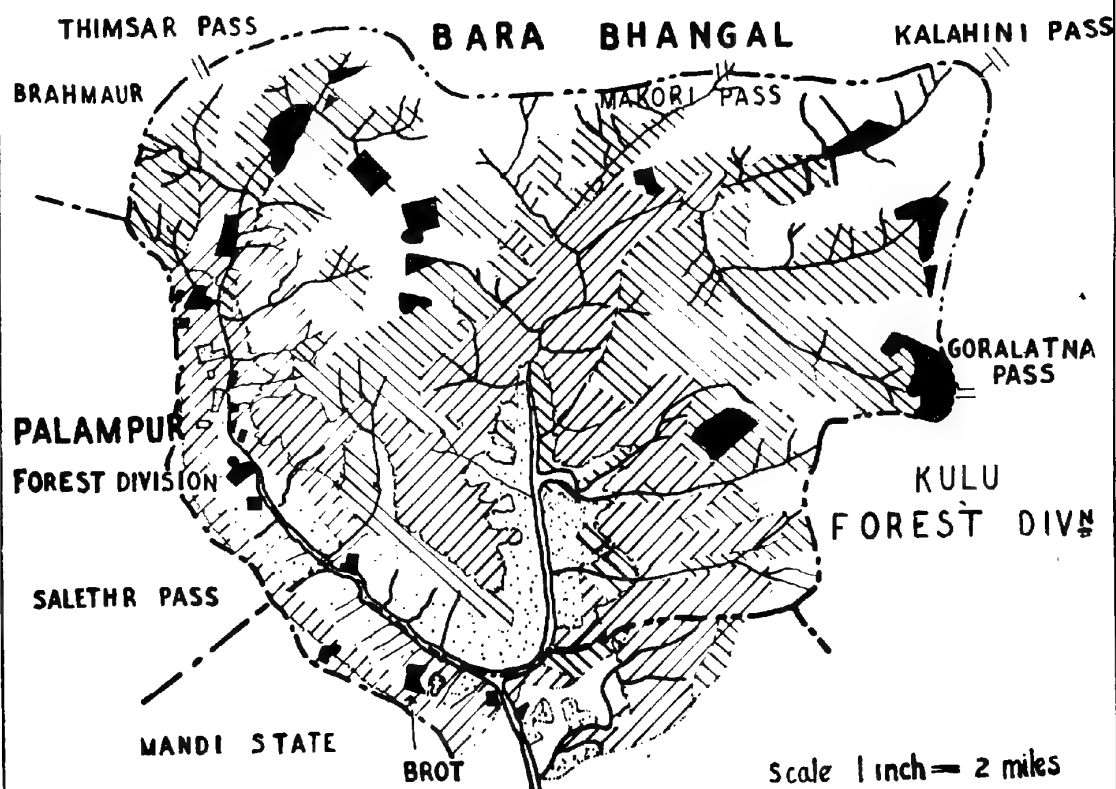 THIMSAR PASS
BARA BHANGAL
KALAHINI PASS
BRAHMAUR
MAKORI PASS
GORALATNA
PASS
PALAMPUR
FOREST DIVISION
KULU
FOREST DIVN
SALETHR PASS
MANDI STATE
BROT
Scale 1 inch = 2 miles